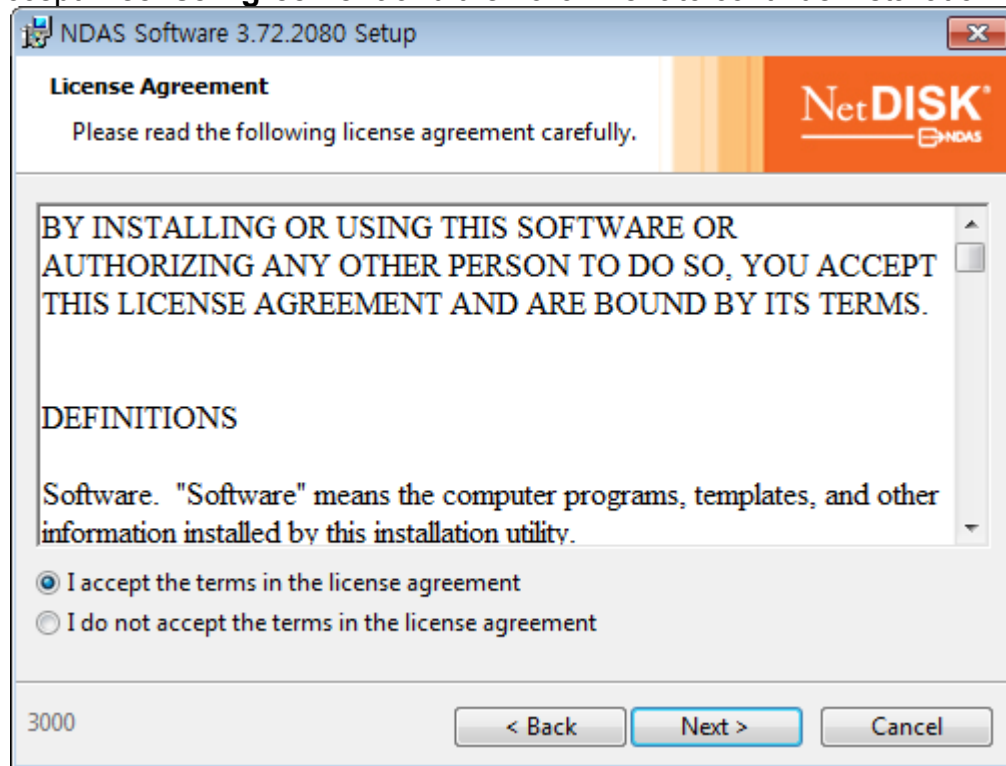 NDAS Software 3.72.2080 Setup
License Agreement
Please read the following license agreement carefully.
NetDISK
NDAS
BY INSTALLING OR USING THIS SOFTWARE OR
AUTHORIZING ANY OTHER PERSON TO DO SO, YOU ACCEPT
THIS LICENSE AGREEMENT AND ARE BOUND BY ITS TERMS.
DEFINITIONS
Software. "Software" means the computer programs, templates, and other
information installed by this installation utility.
I accept the terms in the license agreement
I do not accept the terms in the license agreement
3000
< Back
Next >
Cancel